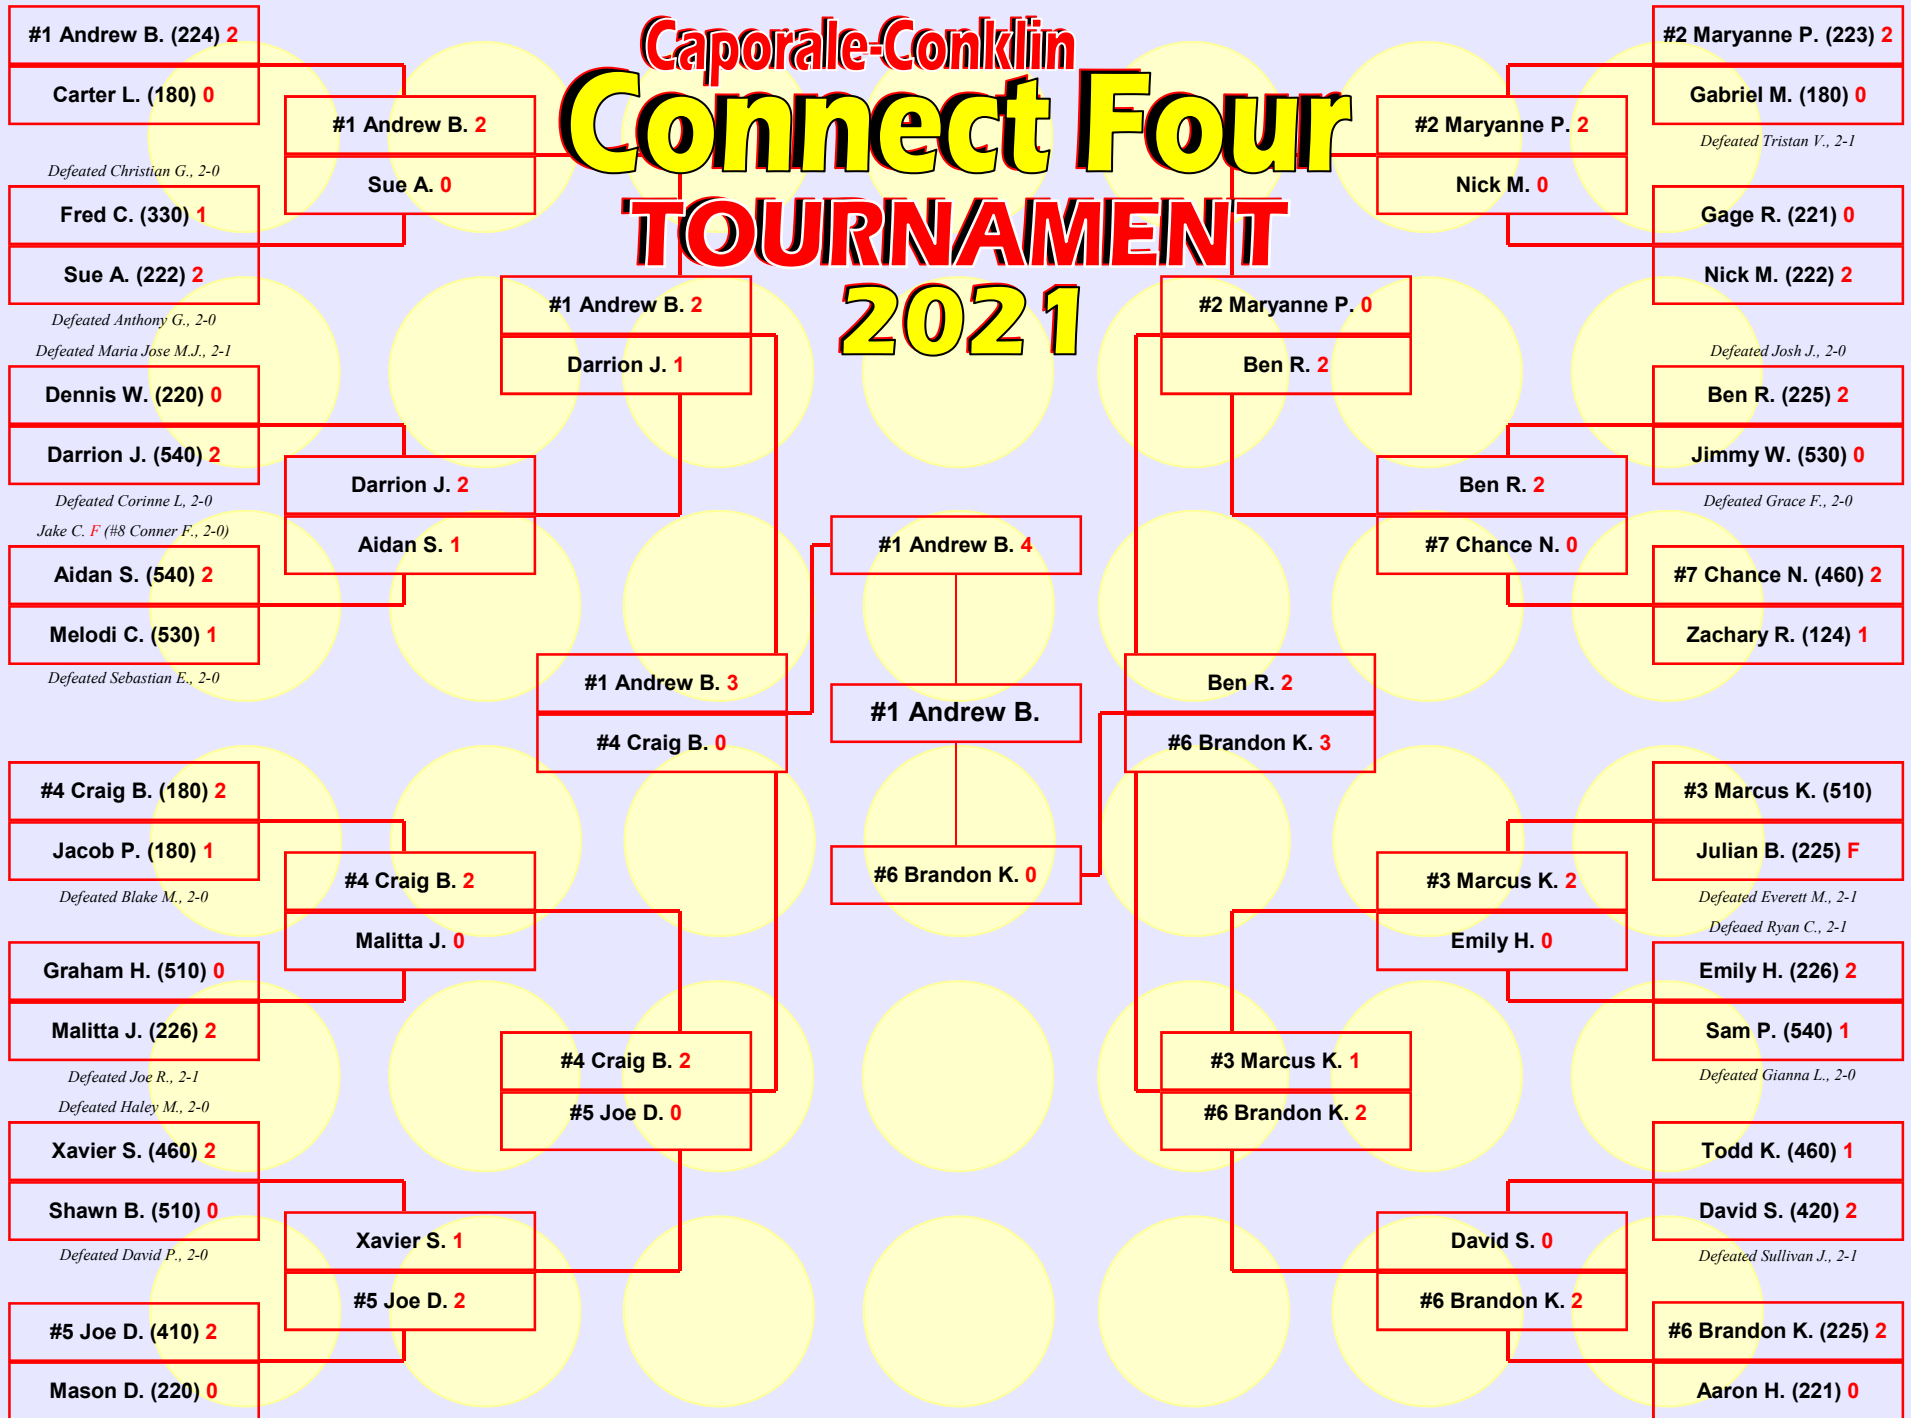 Caporale-Conklin
Connect Four
TOURNAMENT
2021
#1 Andrew B. (224) 2
Carter L. (180) 0
Defeated Christian G., 2-0
Fred C. (330) 1
Sue A. (222) 2
Defeated Anthony G., 2-0
Defeated Maria Jose M.J., 2-1
Dennis W. (220) 0
Darrion J. (540) 2
Defeated Corinne L, 2-0
Jake C. F (#8 Conner F., 2-0)
Aidan S. (540) 2
Melodi C. (530) 1
Defeated Sebastian E., 2-0
#4 Craig B. (180) 2
Jacob P. (180) 1
Defeated Blake M., 2-0
Graham H. (510) 0
Malitta J. (226) 2
Defeated Joe R., 2-1
Defeated Haley M., 2-0
Xavier S. (460) 2
Shawn B. (510) 0
Defeated David P., 2-0
#5 Joe D. (410) 2
Mason D. (220) 0
#1 Andrew B. 2
Sue A. 0
Darrion J. 2
Aidan S. 1
#4 Craig B. 2
Malitta J. 0
Xavier S. 1
#5 Joe D. 2
#1 Andrew B. 2
Darrion J. 1
#4 Craig B. 2
#5 Joe D. 0
#1 Andrew B. 3
#4 Craig B. 0
#1 Andrew B. 4
#1 Andrew B.
#6 Brandon K. 0
Ben R. 2
#6 Brandon K. 3
#2 Maryanne P. 0
Ben R. 2
#3 Marcus K. 1
#6 Brandon K. 2
#2 Maryanne P. 2
Nick M. 0
Ben R. 2
#7 Chance N. 0
#3 Marcus K. 2
Emily H. 0
David S. 0
#6 Brandon K. 2
#2 Maryanne P. (223) 2
Gabriel M. (180) 0
Defeated Tristan V., 2-1
Gage R. (221) 0
Nick M. (222) 2
Defeated Josh J., 2-0
Ben R. (225) 2
Jimmy W. (530) 0
Defeated Grace F., 2-0
#7 Chance N. (460) 2
Zachary R. (124) 1
#3 Marcus K. (510)
Julian B. (225) F
Defeated Everett M., 2-1
Defeaed Ryan C., 2-1
Emily H. (226) 2
Sam P. (540) 1
Defeated Gianna L., 2-0
Todd K. (460) 1
David S. (420) 2
Defeated Sullivan J., 2-1
#6 Brandon K. (225) 2
Aaron H. (221) 0